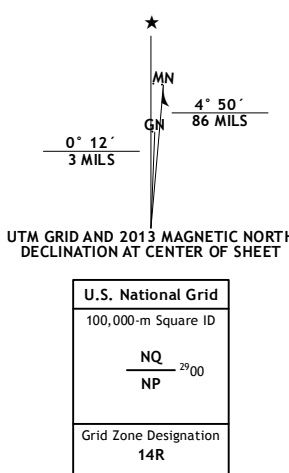 ★
MN
GN
4° 50´
86 MILS
0° 12´
3 MILS
UTM GRID AND 2013 MAGNETIC NORTH
DECLINATION AT CENTER OF SHEET
U.S. National Grid
100,000-m Square ID
NQ
²⁹00
NP
Grid Zone Designation
14R